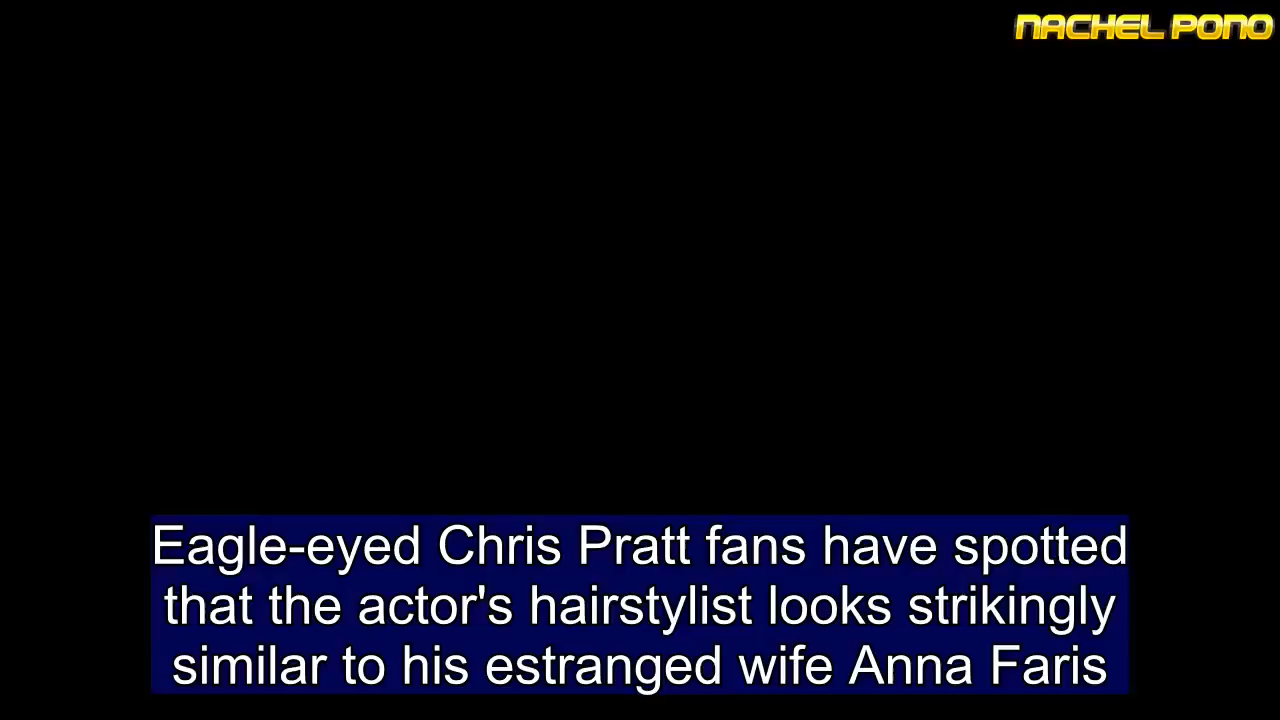 NACHEL PONO
Eagle-eyed Chris Pratt fans have spotted
that the actor's hairstylist looks strikingly
similar to his estranged wife Anna Faris